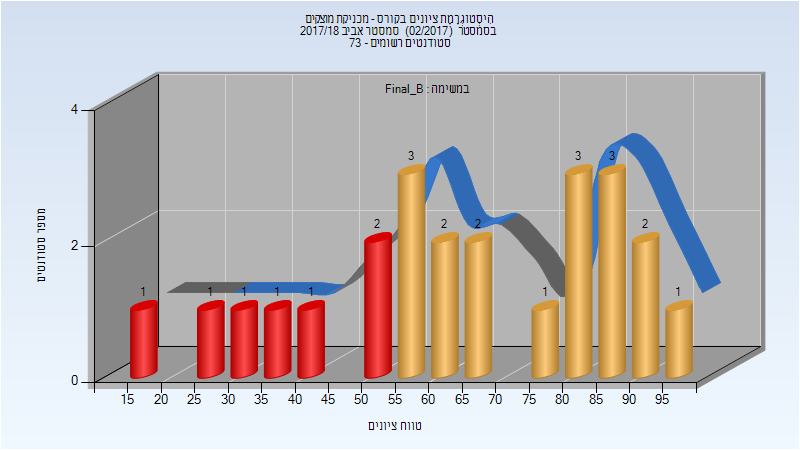 היסטוגרמת ציונים בקורס - מכניקת מוצקים
בסמסטר (02/2017) סמסטר אביב 2017/18
סטודנטים רשומים - 73
במשימה : Final_B
מספר סטודנטים
4
2
0
1 1 1 1 1 2 3 2 2 1 3 3 2 1
15 20 25 30 35 40 45 50 55 60 65 70 75 80 85 90 95
טווח ציונים